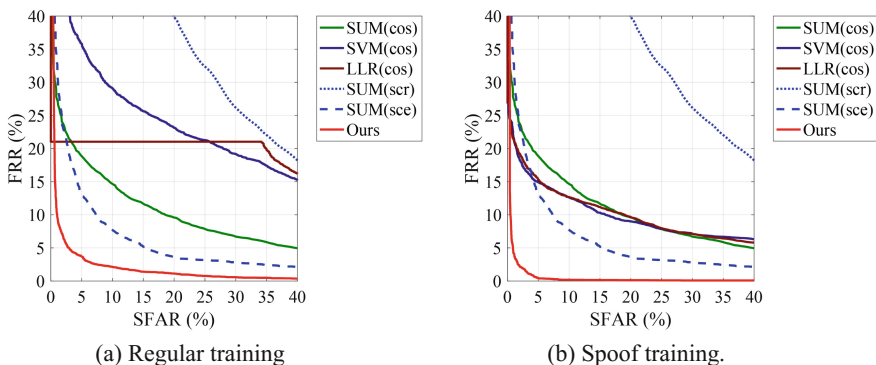 40
35
30
25
20
15
10
5
0
FRR (%)
0 5 10 15 20 25 30 35 40
SFAR (%)
SUM(cos)
SVM(cos)
LLR(cos)
SUM(scr)
SUM(sce)
Ours
(a) Regular training
40
35
30
25
20
15
10
5
0
FRR (%)
0 5 10 15 20 25 30 35 40
SFAR (%)
SUM(cos)
SVM(cos)
LLR(cos)
SUM(scr)
SUM(sce)
Ours
(b) Spoof training.